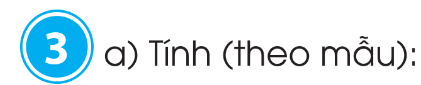 3 a) Tính (theo mẫu):